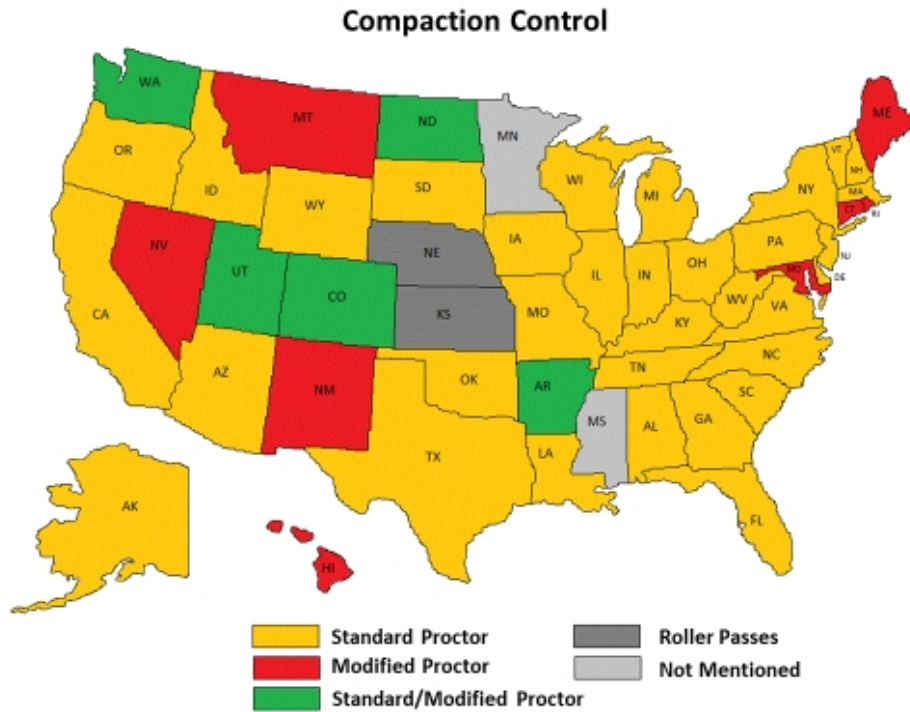 Compaction Control
WA
MT
ND
MN
ME
OR
ID
WY
SD
WI
MI
VT
NH
MA
NY
CT
RI
NV
UT
CO
NE
KS
IA
IL
IN
OH
PA
NJ
DE
MD
WV
VA
CA
AZ
NM
OK
MO
KY
TN
NC
SC
AR
MS
AL
GA
LA
TX
FL
AK
HI
Standard Proctor
Modified Proctor
Standard/Modified Proctor
Roller Passes
Not Mentioned